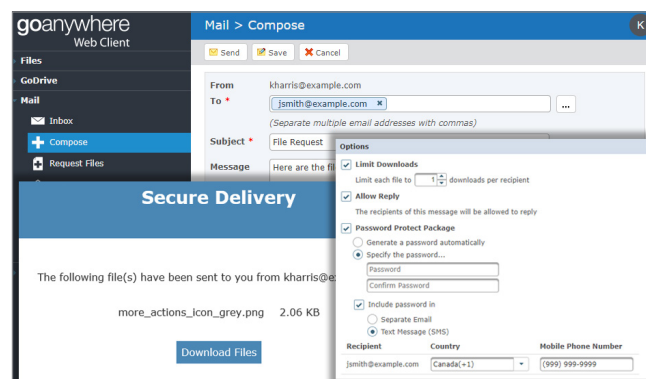 goanywhere
Web Client
Files
GoDrive
Mail
Inbox
Compose
Request Files
Mail > Compose
K
Send Save Cancel
From kharris@example.com
To * jsmith@example.com × ...
(Separate multiple email addresses with commas)
Subject * File Request
Message Here are the fil
Secure Delivery
The following file(s) have been sent to you from kharris@e
more_actions_icon_grey.png 2.06 KB
Download Files
Options
Limit Downloads
Limit each file to 1 downloads per recipient
Allow Reply
The recipients of this message will be allowed to reply
Password Protect Package
Generate a password automatically
Specify the password...
Password
Confirm Password
Include password in
Separate Email
Text Message (SMS)
Recipient Country Mobile Phone Number
jsmith@example.com Canada(+1) (999) 999-9999